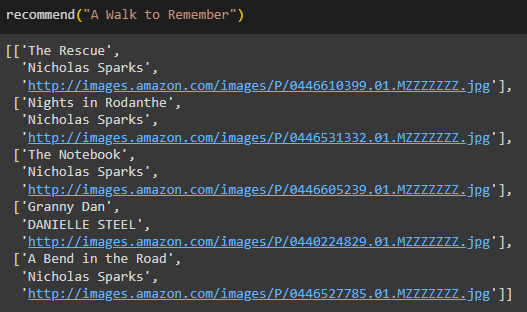 recommend("A Walk to Remember")
[['The Rescue',
'Nicholas Sparks',
'http://images.amazon.com/images/P/0446610399.01.MZZZZZZZ.jpg'],
['Nights in Rodanthe',
'Nicholas Sparks',
'http://images.amazon.com/images/P/0446531332.01.MZZZZZZZ.jpg'],
['The Notebook',
'Nicholas Sparks',
'http://images.amazon.com/images/P/0446605239.01.MZZZZZZZ.jpg'],
['Granny Dan',
'DANIELLE STEEL',
'http://images.amazon.com/images/P/0440224829.01.MZZZZZZZ.jpg'],
['A Bend in the Road',
'Nicholas Sparks',
'http://images.amazon.com/images/P/0446527785.01.MZZZZZZZ.jpg']]